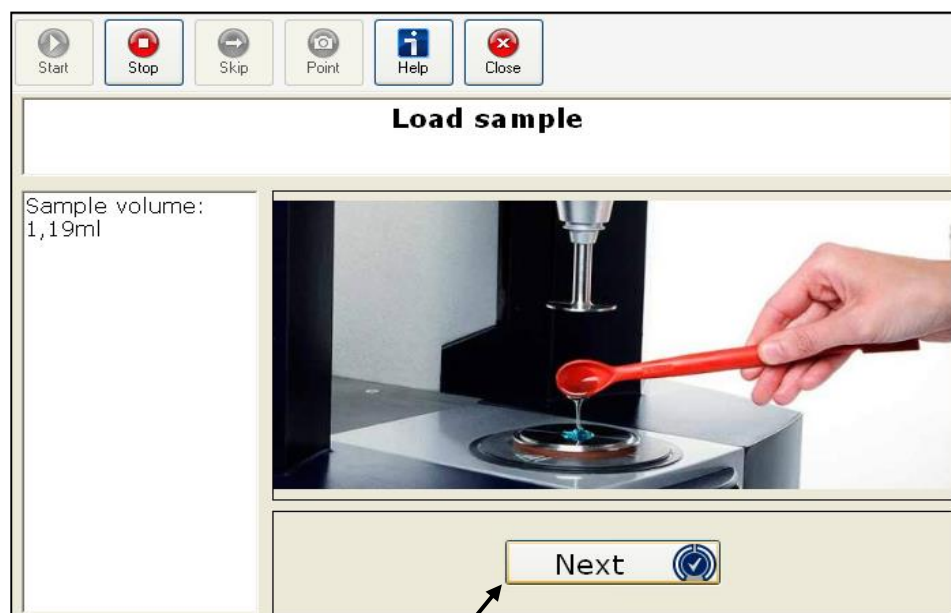 Start Stop Skip Point Help Close
Load sample
Sample volume:
1,19ml
Next